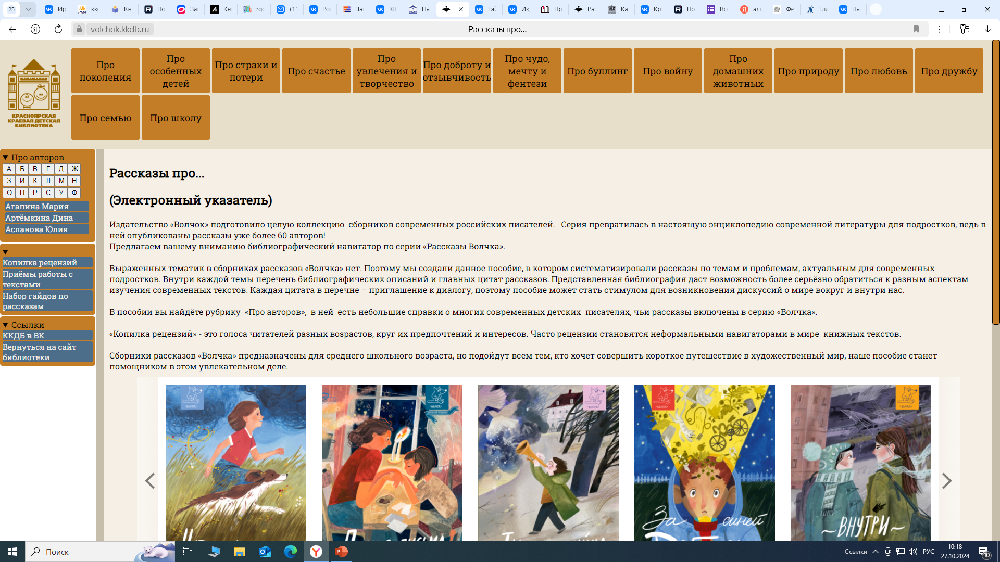 25
Ир
kkc
Кн
По
За
Кн
rgc
(11
Ро
За
КК
На
Га
Из
Пр
Ра
Ка
Кр
По
Вс
ал
Фе
Гл
На
volchok.kkdb.ru
Рассказы про...
КРАСНОЯРСКАЯ
КРАЕВАЯ ДЕТСКАЯ
БИБЛИОТЕКА
Про поколения
Про особенных детей
Про страхи и потери
Про счастье
Про увлечения и творчество
Про доброту и отзывчивость
Про чудо, мечту и фентези
Про буллинг
Про войну
Про домашних животных
Про природу
Про любовь
Про дружбу
Про семью
Про школу
Про авторов
А Б В Г Д Ж
З И К Л М Н
О П Р С У Ф
Агапина Мария
Артёмкина Дина
Асланова Юлия
Копилка рецензий
Приёмы работы с
текстами
Набор гайдов по
рассказам
Ссылки
ККДБ в ВК
Вернуться на сайт
библиотеки
Рассказы про...
(Электронный указатель)
Издательство «Волчок» подготовило целую коллекцию сборников современных российских писателей. Серия превратилась в настоящую энциклопедию современной литературы для подростков, ведь в
ней опубликованы рассказы уже более 60 авторов!
Предлагаем вашему вниманию библиографический навигатор по серии «Рассказы Волчка».
Выраженных тематик в сборниках рассказов «Волчка» нет. Поэтому мы создали данное пособие, в котором систематизировали рассказы по темам и проблемам, актуальным для современных
подростков. Внутри каждой темы перечень библиографических описаний и главных цитат рассказов. Представленная библиография даст возможность более серьёзно обратиться к разным аспектам
изучения современных текстов. Каждая цитата в перечне – приглашение к диалогу, поэтому пособие может стать стимулом для возникновения дискуссий о мире вокруг и внутри нас.
В пособии вы найдёте рубрику «Про авторов», в ней есть небольшие справки о многих современных детских писателях, чьи рассказы включены в серию «Волчка».
«Копилка рецензий» - это голоса читателей разных возрастов, круг их предпочтений и интересов. Часто рецензии становятся неформальными навигаторами в мире книжных текстов.
Сборники рассказов «Волчка» предназначены для среднего школьного возраста, но подойдут всем тем, кто хочет совершить короткое путешествие в художественный мир, наше пособие станет
помощником в этом увлекательном деле.
За синей
~ВНУТРИ~
Поиск
Ссылки
РУС
10:18
27.10.2024
10